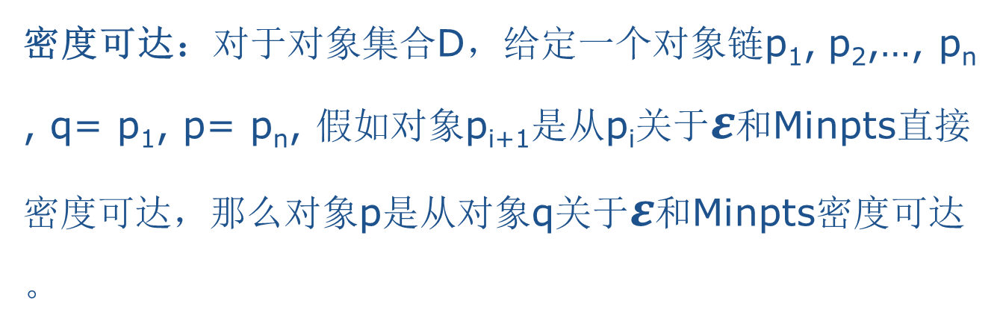 密度可达：对于对象集合D，给定一个对象链p₁, p₂,…, pₙ
, q= p₁, p= pₙ, 假如对象pᵢ₊₁是从pᵢ关于ε和Minpts直接
密度可达，那么对象p是从对象q关于ε和Minpts密度可达
。